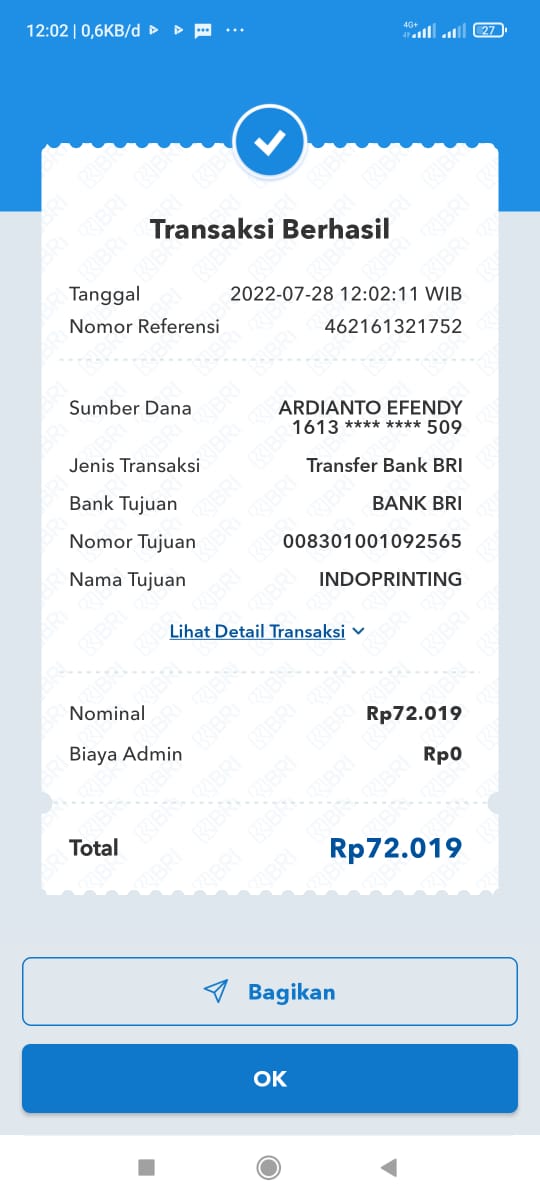 12:02 | 0,6KB/d
4G+
27
Transaksi Berhasil
Tanggal 2022-07-28 12:02:11 WIB
Nomor Referensi 462161321752
Sumber Dana ARDIANTO EFENDY
1613 **** **** 509
Jenis Transaksi Transfer Bank BRI
Bank Tujuan BANK BRI
Nomor Tujuan 008301001092565
Nama Tujuan INDOPRINTING
Lihat Detail Transaksi
Nominal Rp72.019
Biaya Admin Rp0
Total Rp72.019
Bagikan
OK